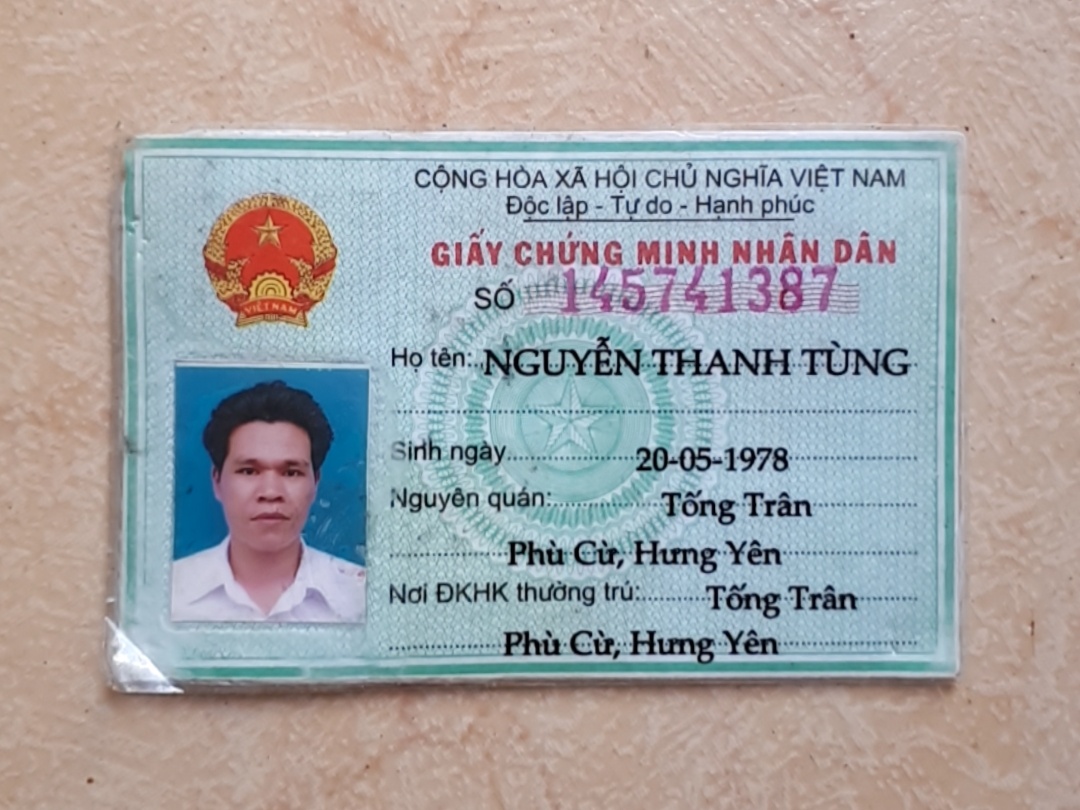 CỘNG HÒA XÃ HỘI CHỦ NGHĨA VIỆT NAM
Độc lập - Tự do - Hạnh phúc
GIẤY CHỨNG MINH NHÂN DÂN
SỐ 145741387
VIỆT NAM
Họ tên: NGUYỄN THANH TÙNG
Sinh ngày 20-05-1978
Nguyên quán: Tống Trân
Phù Cừ, Hưng Yên
Nơi ĐKHK thường trú: Tống Trân
Phù Cừ, Hưng Yên